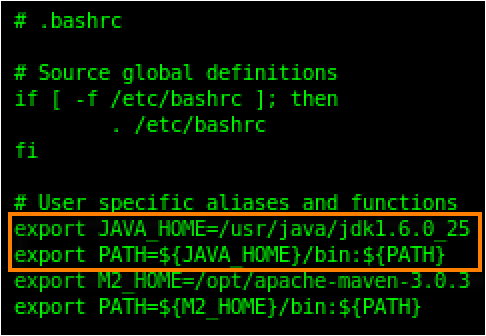 # .bashrc
# Source global definitions
if [ -f /etc/bashrc ]; then
        . /etc/bashrc
fi
# User specific aliases and functions
export JAVA_HOME=/usr/java/jdk1.6.0_25
export PATH=${JAVA_HOME}/bin:${PATH}
export M2_HOME=/opt/apache-maven-3.0.3
export PATH=${M2_HOME}/bin:${PATH}